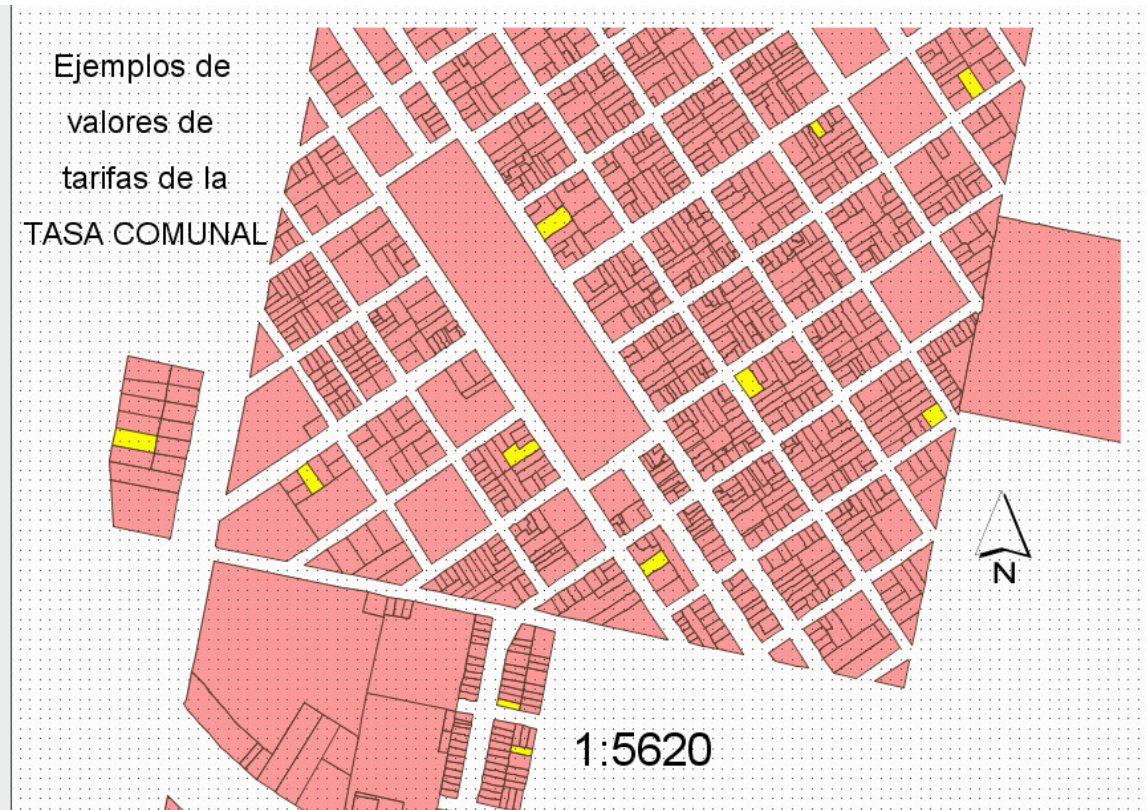 Ejemplos de
valores de
tarifas de la
TASA COMUNAL
N
1:5620